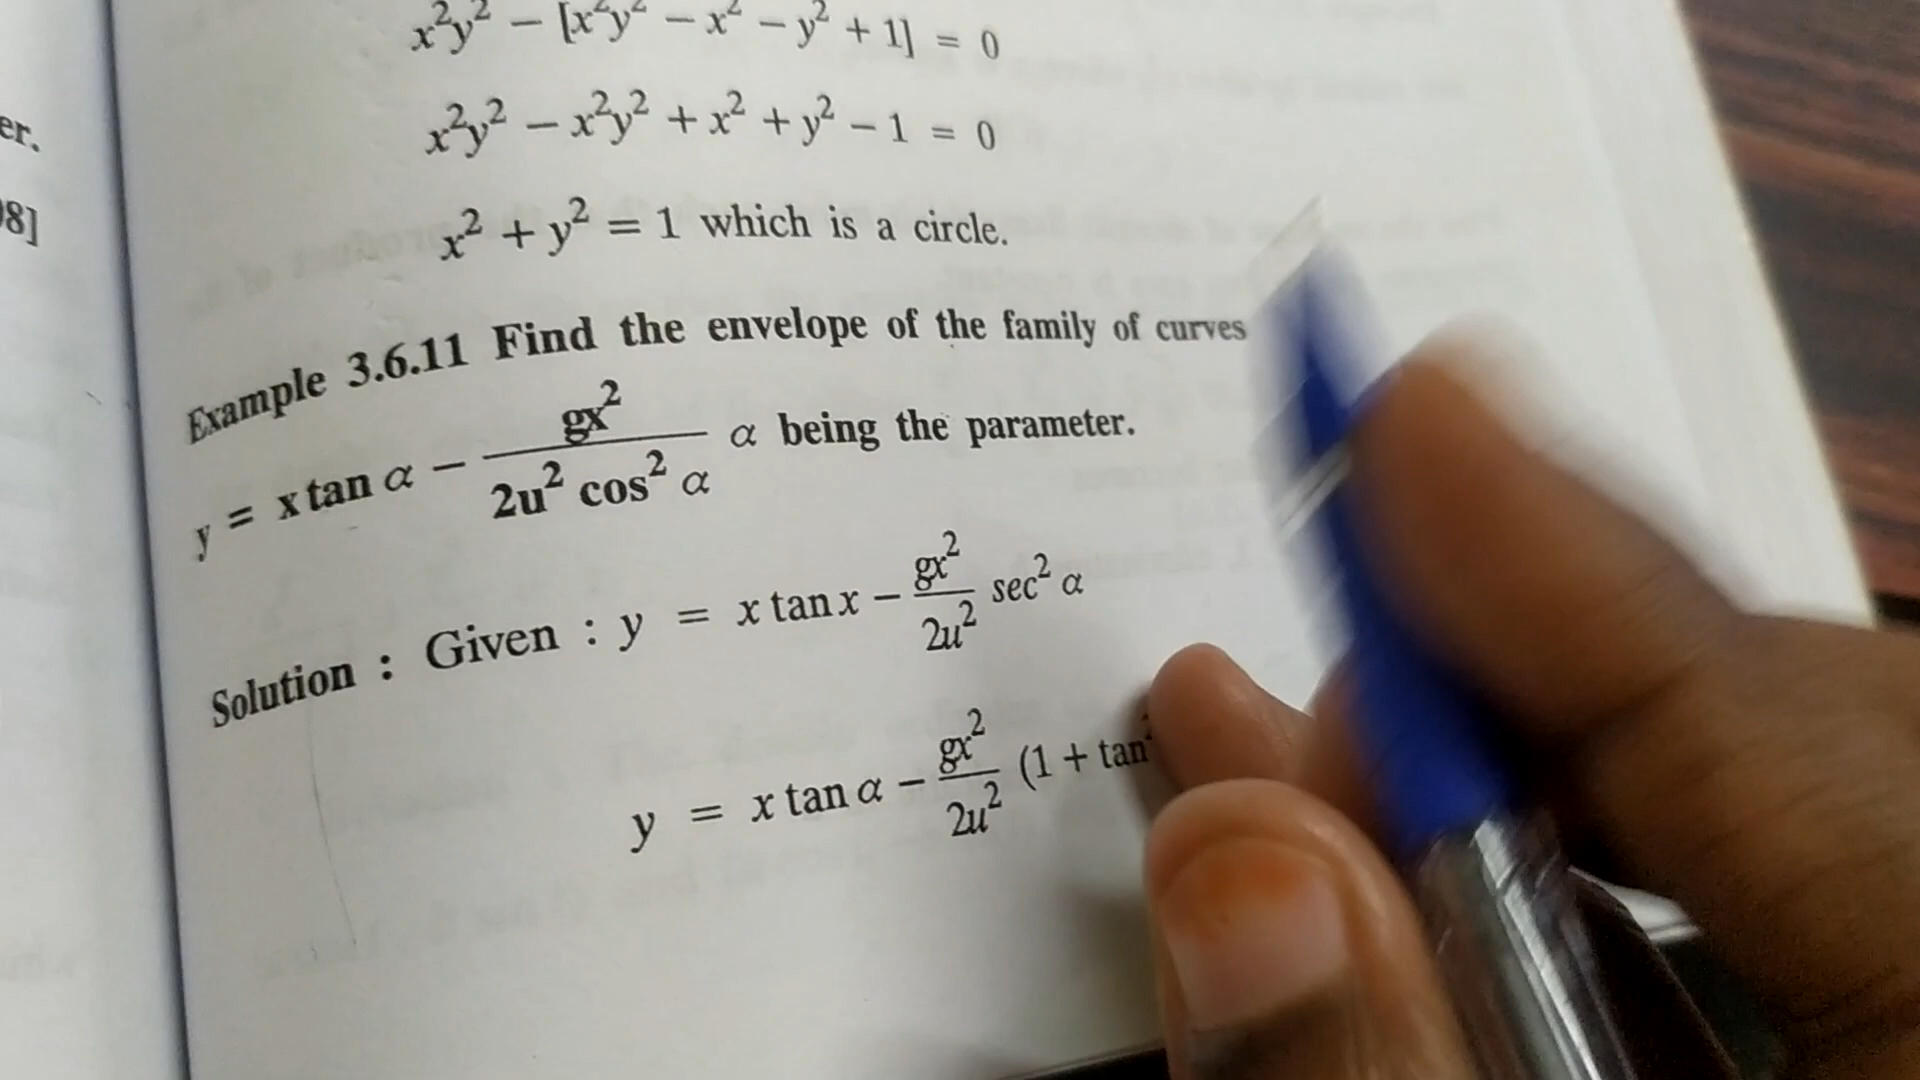 x²y² − [x²y² − x² − y² + 1] = 0
er.
x²y² − x²y² + x² + y² − 1 = 0
98]
x² + y² = 1 which is a circle.
Example 3.6.11 Find the envelope of the family of curves
y = x tan α − gx² / 2u² cos² α α being the parameter.
Solution : Given : y = x tan x − gx² / 2u² sec² α
y = x tan α − gx² / 2u² (1 + tan